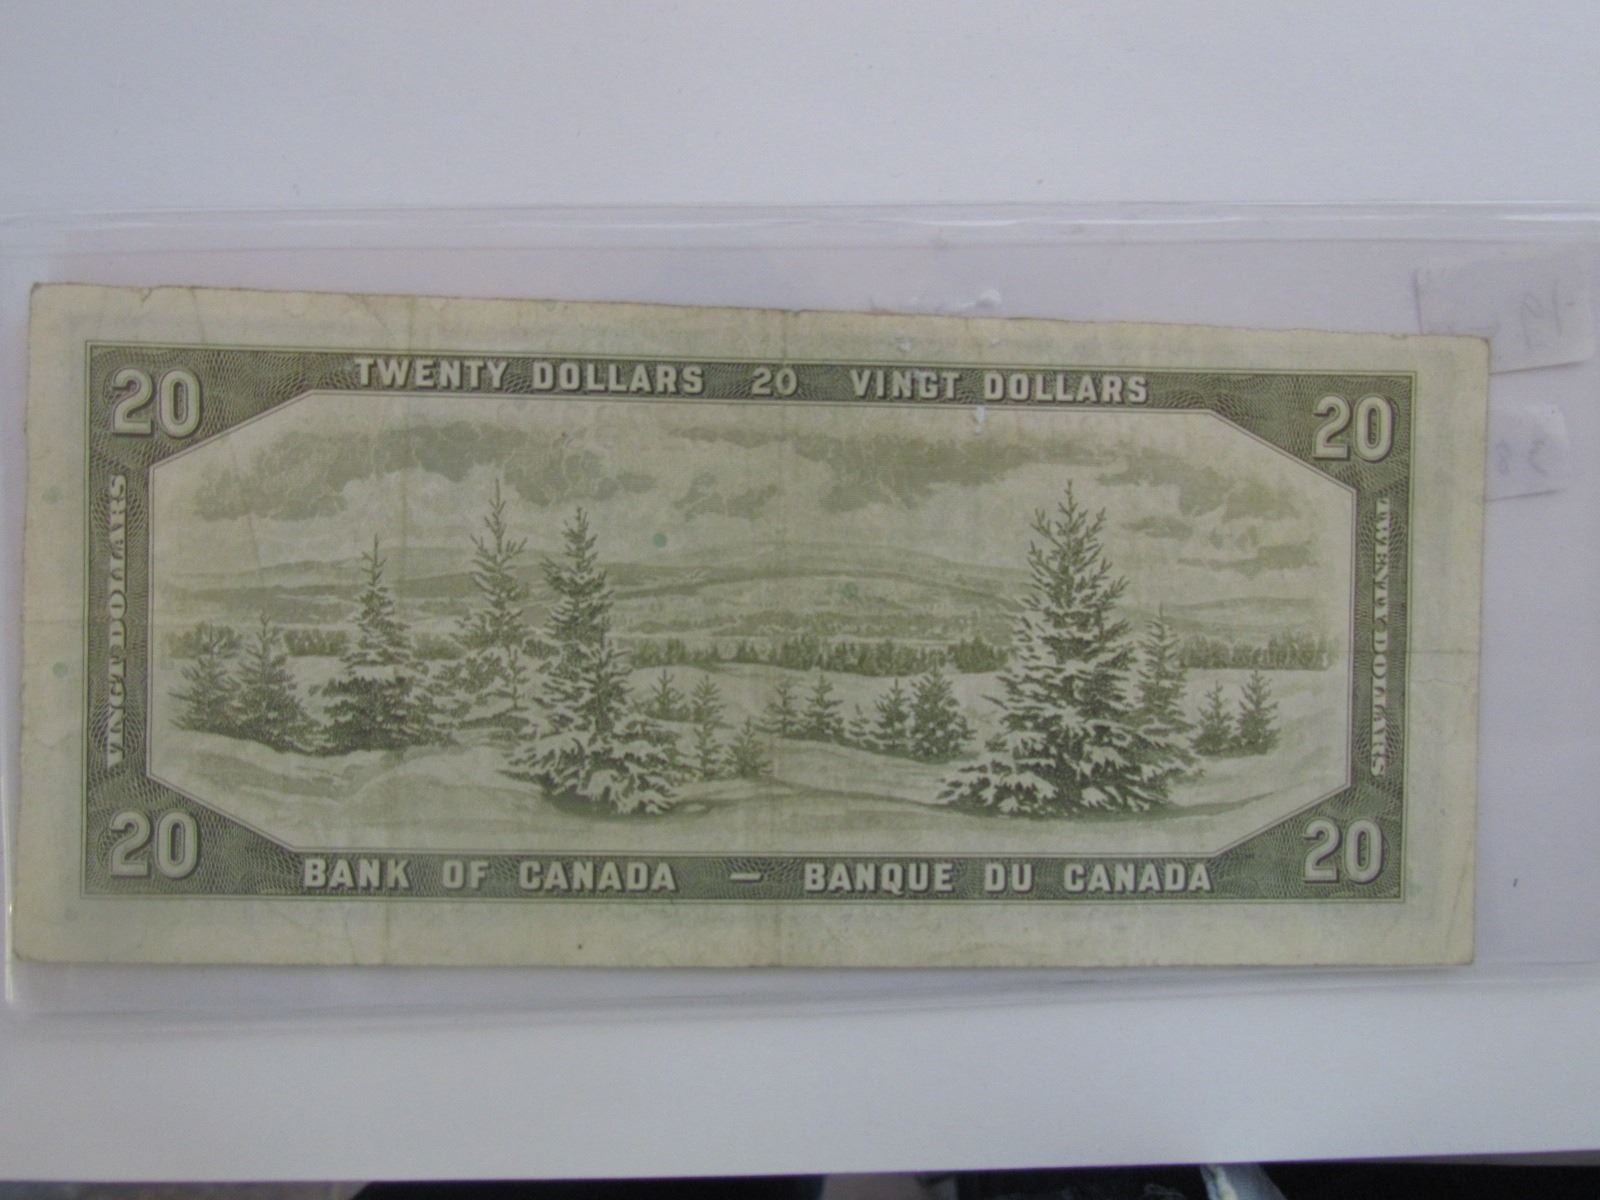 20 TWENTY DOLLARS 20 VINGT DOLLARS 20
VINGT DOLLARS
TWENTY DOLLARS
20 BANK OF CANADA — BANQUE DU CANADA 20